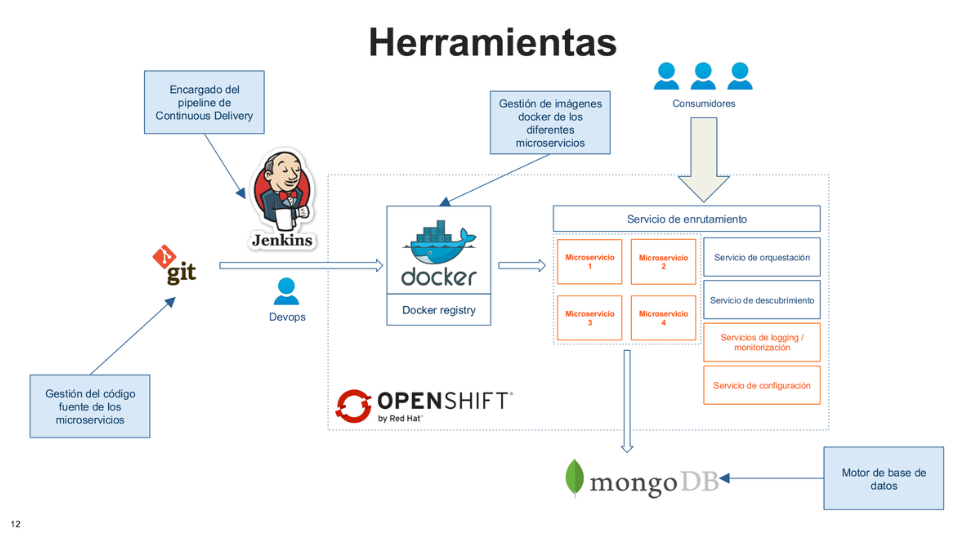 Herramientas
Encargado del
pipeline de
Continuous Delivery
Gestión de imágenes
docker de los
diferentes
microservicios
Consumidores
Jenkins
git
Devops
docker
Docker registry
Servicio de enrutamiento
Microservicio
1
Microservicio
2
Microservicio
3
Microservicio
4
Servicio de orquestación
Servicio de descubrimiento
Servicios de logging /
monitorización
Servicio de configuración
Gestión del código
fuente de los
microservicios
OPENSHIFT
by Red Hat
mongoDB
Motor de base de
datos
12